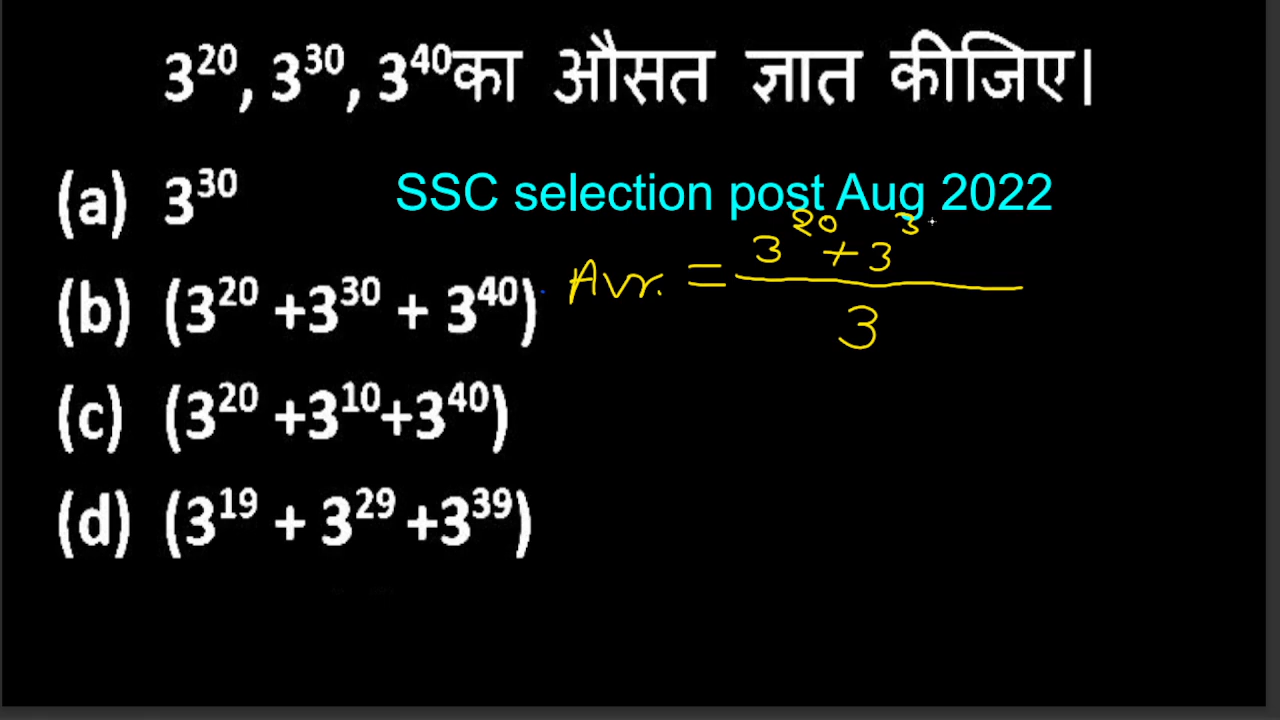 3²⁰, 3³⁰, 3⁴⁰का औसत ज्ञात कीजिए।
(a) 3³⁰
SSC selection post Aug 2022
(b) (3²⁰ +3³⁰ + 3⁴⁰)
Avr. = 3²⁰ + 3³ / 3
(c) (3²⁰ +3¹⁰+3⁴⁰)
(d) (3¹⁹ + 3²⁹ +3³⁹)